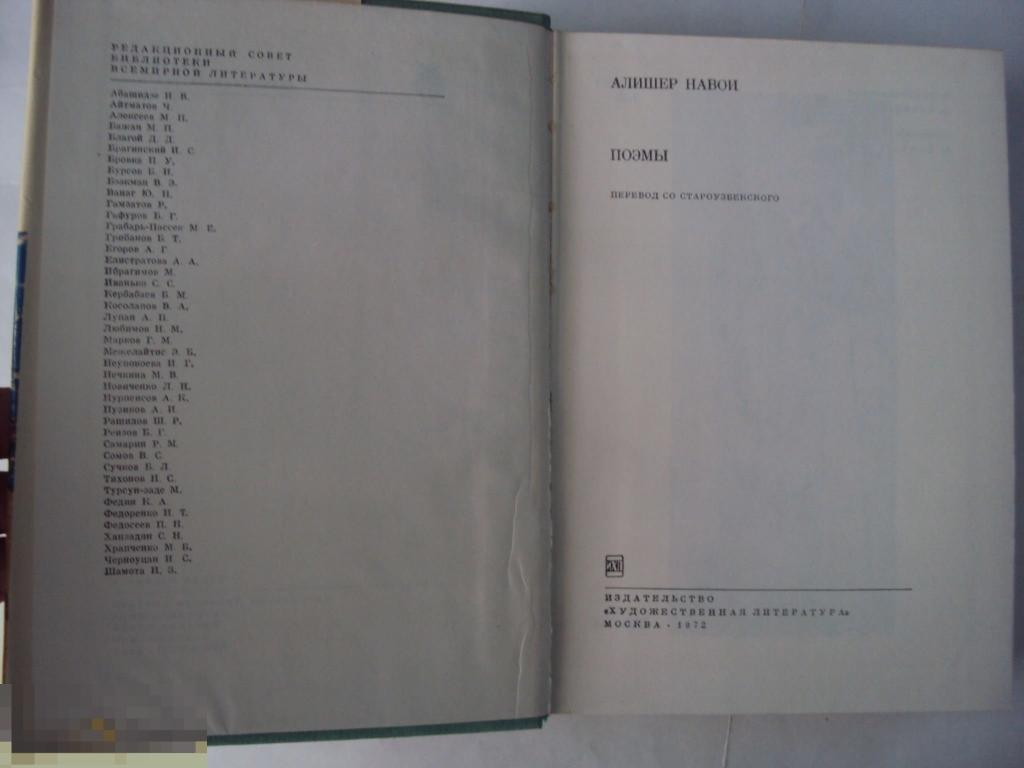 РЕДАКЦИОННЫЙ СОВЕТ
БИБЛИОТЕКИ
ВСЕМИРНОЙ ЛИТЕРАТУРЫ
Абашидзе И. В.
Айтматов Ч.
Алексеев М. П.
Бажан М. П.
Благой Д. Д.
Брагинский И. С.
Бровка П. У.
Бурсов Б. И.
Бээкман В. Э.
Ванаг Ю. П.
Гамзатов Р.
Гафуров Б. Г.
Грабарь-Пассек М. Е.
Грибанов Б. Т.
Егоров А. Г.
Елистратова А. А.
Ибрагимов М.
Иванько С. С.
Кербабаев Б. М.
Косолапов В. А.
Лупан А. П.
Любимов Н. М.
Марков Г. М.
Межелайтис Э. Б.
Неупокоева И. Г.
Нечкина М. В.
Новиченко Л. Н.
Нурпеисов А. К.
Пузиков А. И.
Рашидов Ш. Р.
Реизов Б. Г.
Самарин Р. М.
Сомов В. С.
Сучков Б. Л.
Тихонов Н. С.
Турсун-заде М.
Федин К. А.
Федоренко Н. Т.
Федосеев П. Н.
Ханзадян С. Н.
Храпченко М. Б.
Черноуцан И. С.
Шамота Н. З.
АЛИШЕР НАВОИ
ПОЭМЫ
ПЕРЕВОД СО СТАРОУЗБЕКСКОГО
ИЗДАТЕЛЬСТВО
«ХУДОЖЕСТВЕННАЯ ЛИТЕРАТУРА»
МОСКВА · 1972